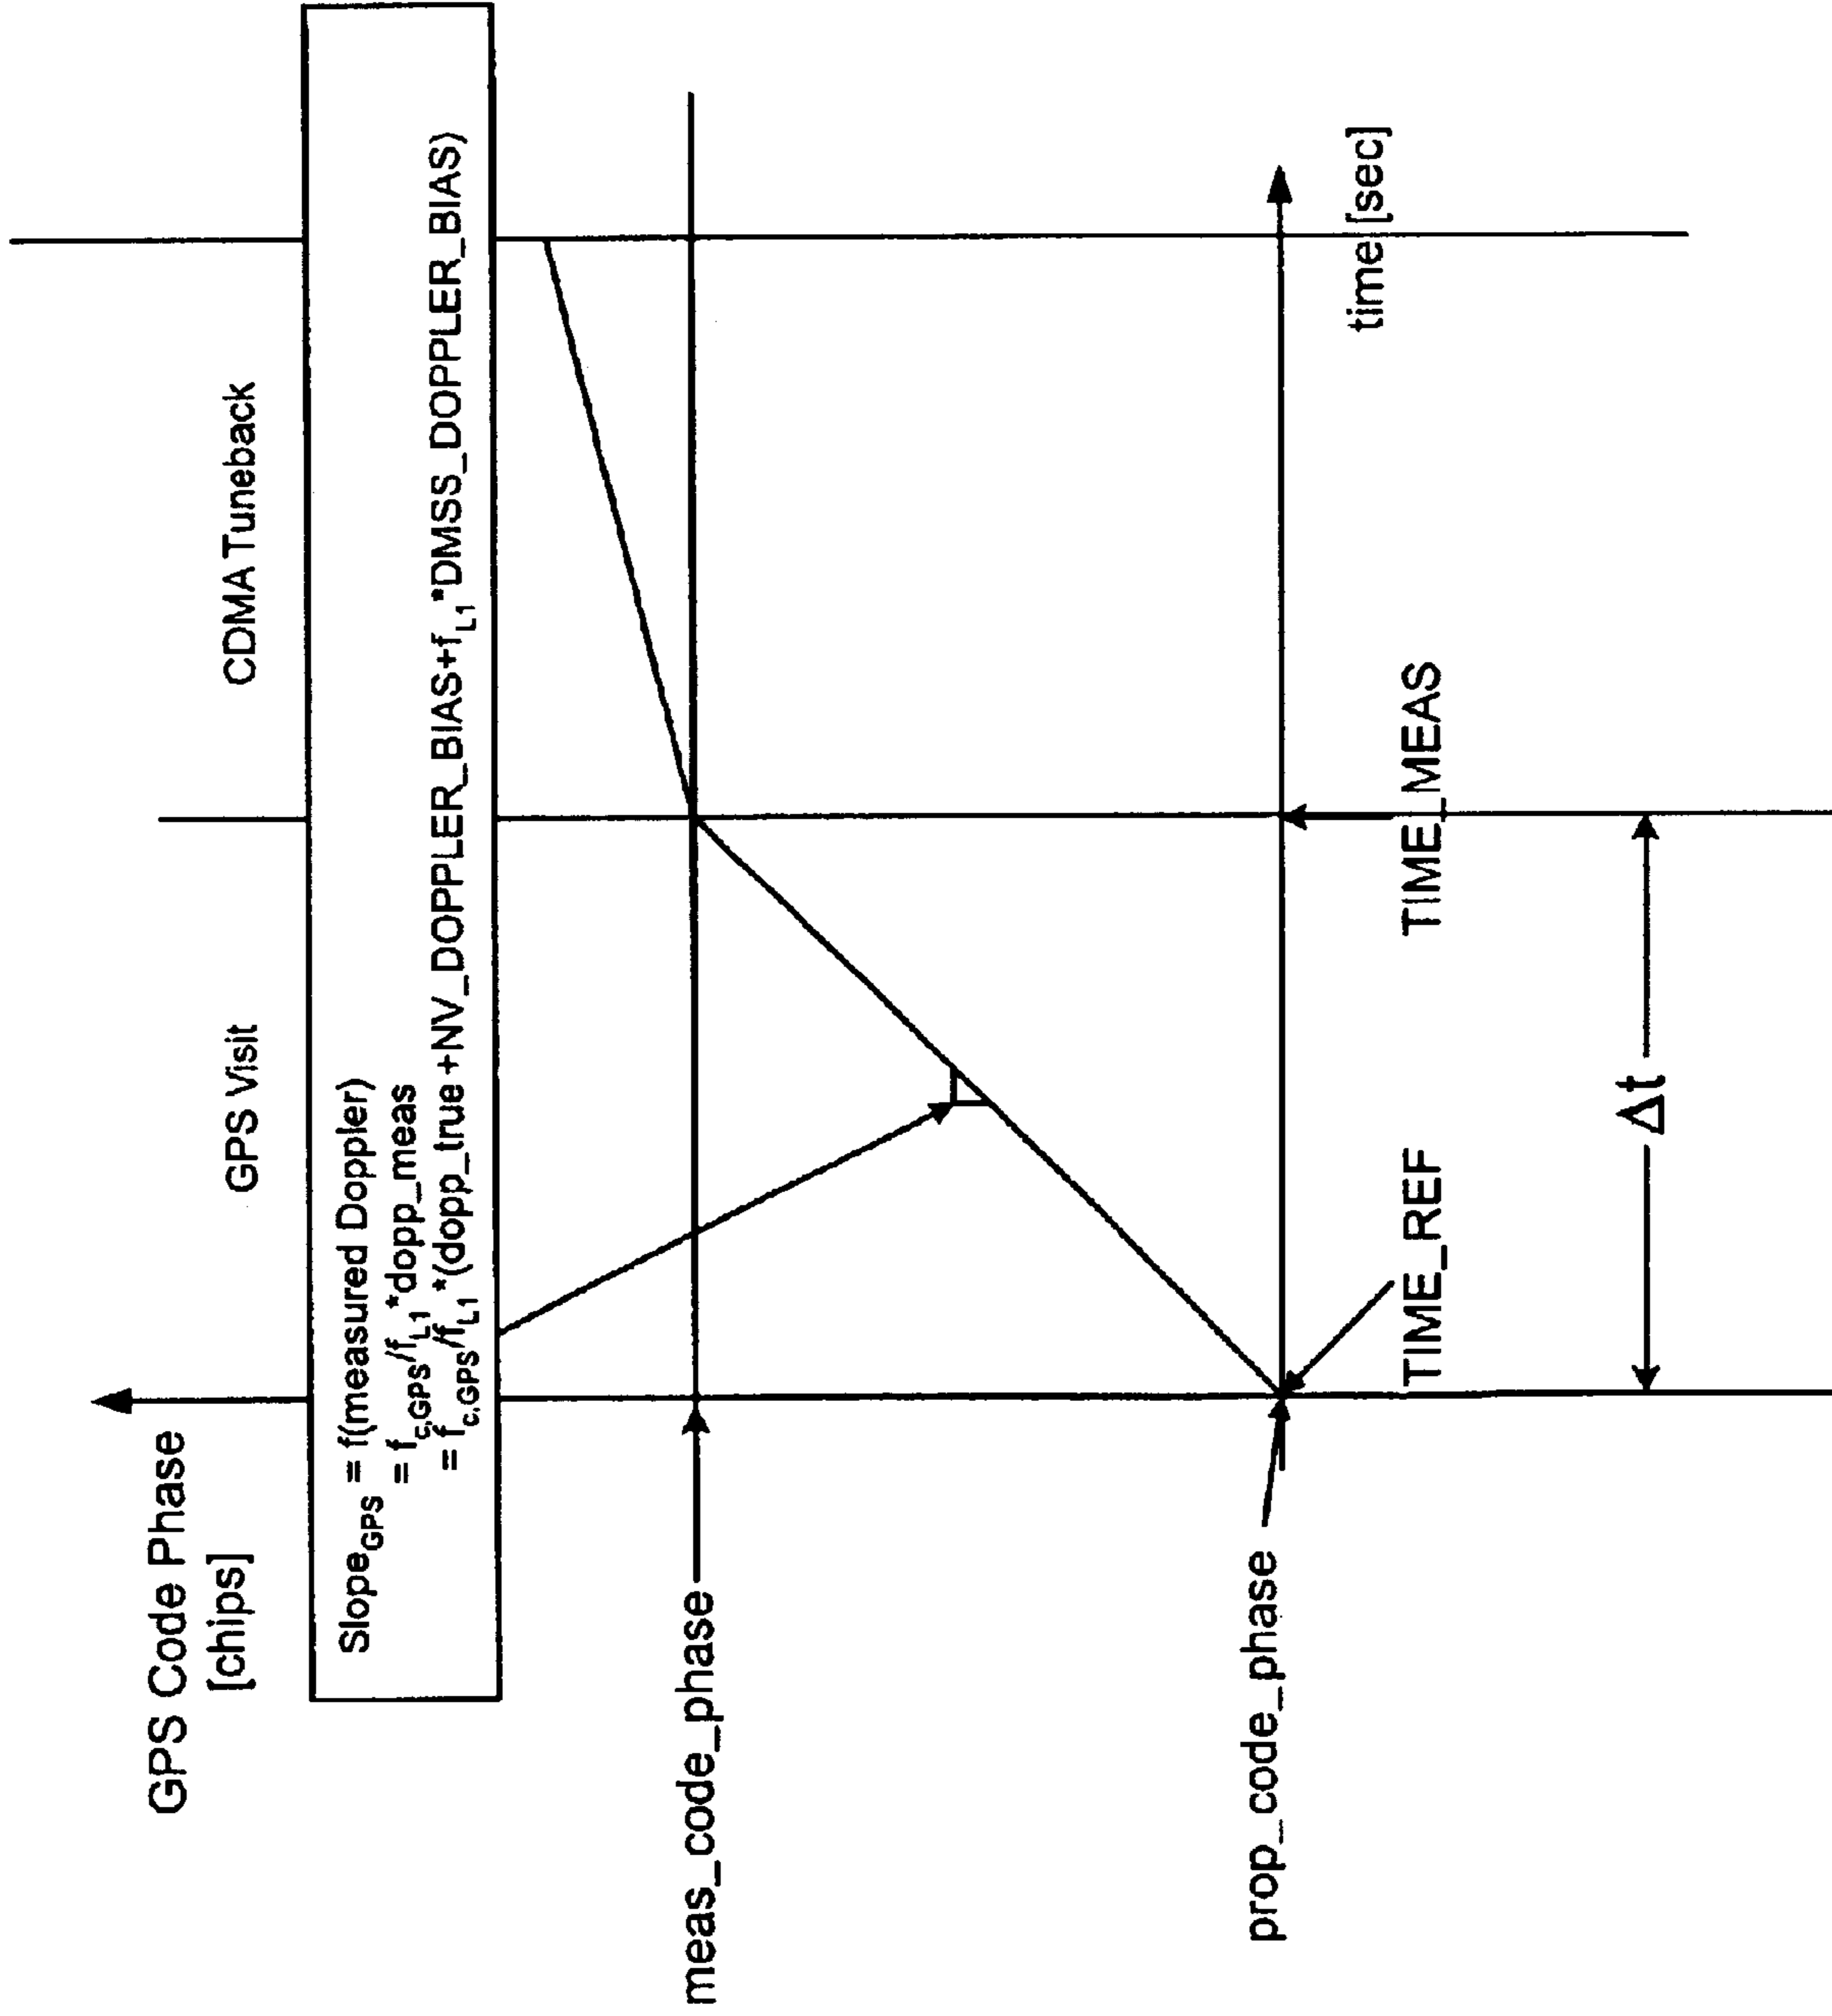 GPS Code Phase
[chips]
GPS Visit
CDMA Tuneback
Slope_GPS = f(measured Doppler)
= f_c,GPS/f_L1*dopp_meas
= f_c,GPS/f_L1*(dopp_true+NV_DOPPLER_BIAS+f_L1*DMSS_DOPPLER_BIAS)
meas_code_phase
prop_code_phase
time [sec]
TIME_REF
TIME_MEAS
Δt